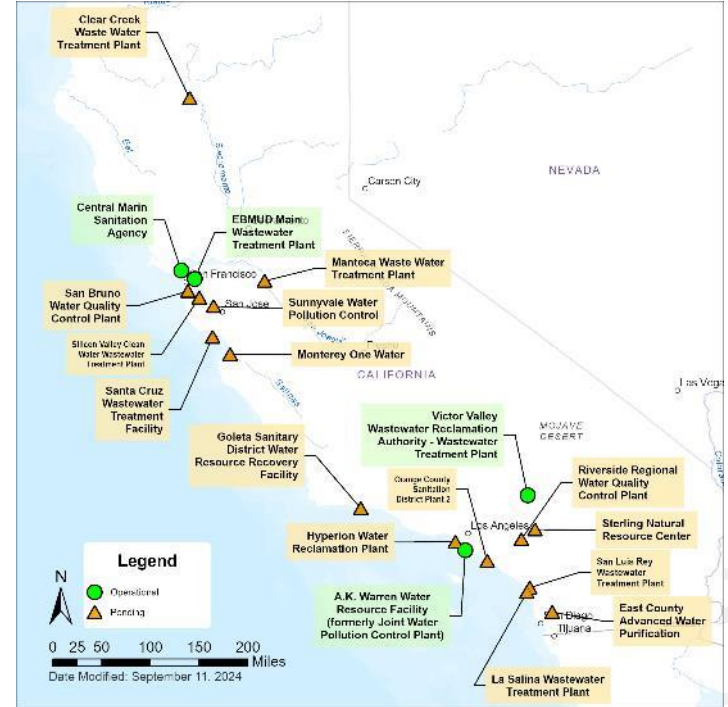 Clear Creek
Waste Water
Treatment Plant
NEVADA
Carson City
Central Marin
Sanitation
Agency
EBMUD Main
Wastewater
Treatment Plant
Manteca Waste Water
Treatment Plant
San Bruno
Water Quality
Control Plant
San Jose
Sunnyvale Water
Pollution Control
Silicon Valley Clean
Water Wastewater
Treatment Plant
Monterey One Water
CALIFORNIA
Santa Cruz
Wastewater
Treatment
Facility
Salinas
Las Vegas
Victor Valley
Wastewater Reclamation
Authority - Wastewater
Treatment Plant
MOJAVE
DESERT
Goleta Sanitary
District Water
Resource Recovery
Facility
Orange County
Sanitation
District Plant 2
Riverside Regional
Water Quality
Control Plant
Los Angeles
Sterling Natural
Resource Center
Hyperion Water
Reclamation Plant
San Luis Rey
Wastewater
Treatment Plant
A.K. Warren Water
Resource Facility
(formerly Joint Water
Pollution Control Plant)
San Diego
Tijuana
East County
Advanced Water
Purification
La Salina Wastewater
Treatment Plant
Legend
Operational
Pending
N
0 25 50 100 150 200
Miles
Date Modified: September 11, 2024